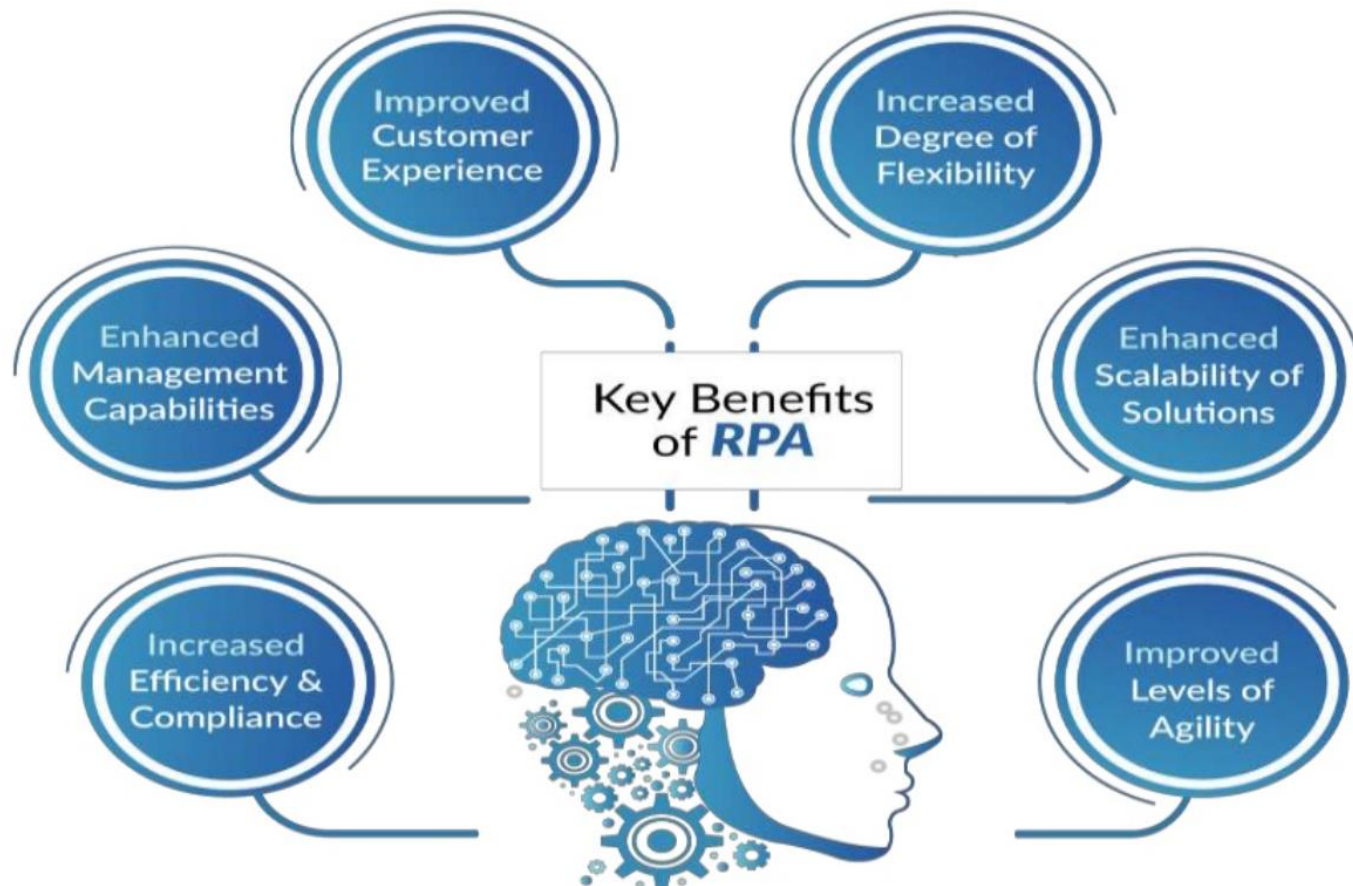 Improved
Customer
Experience
Increased
Degree of
Flexibility
Enhanced
Management
Capabilities
Key Benefits
of RPA
Enhanced
Scalability of
Solutions
Increased
Efficiency &
Compliance
Improved
Levels of
Agility